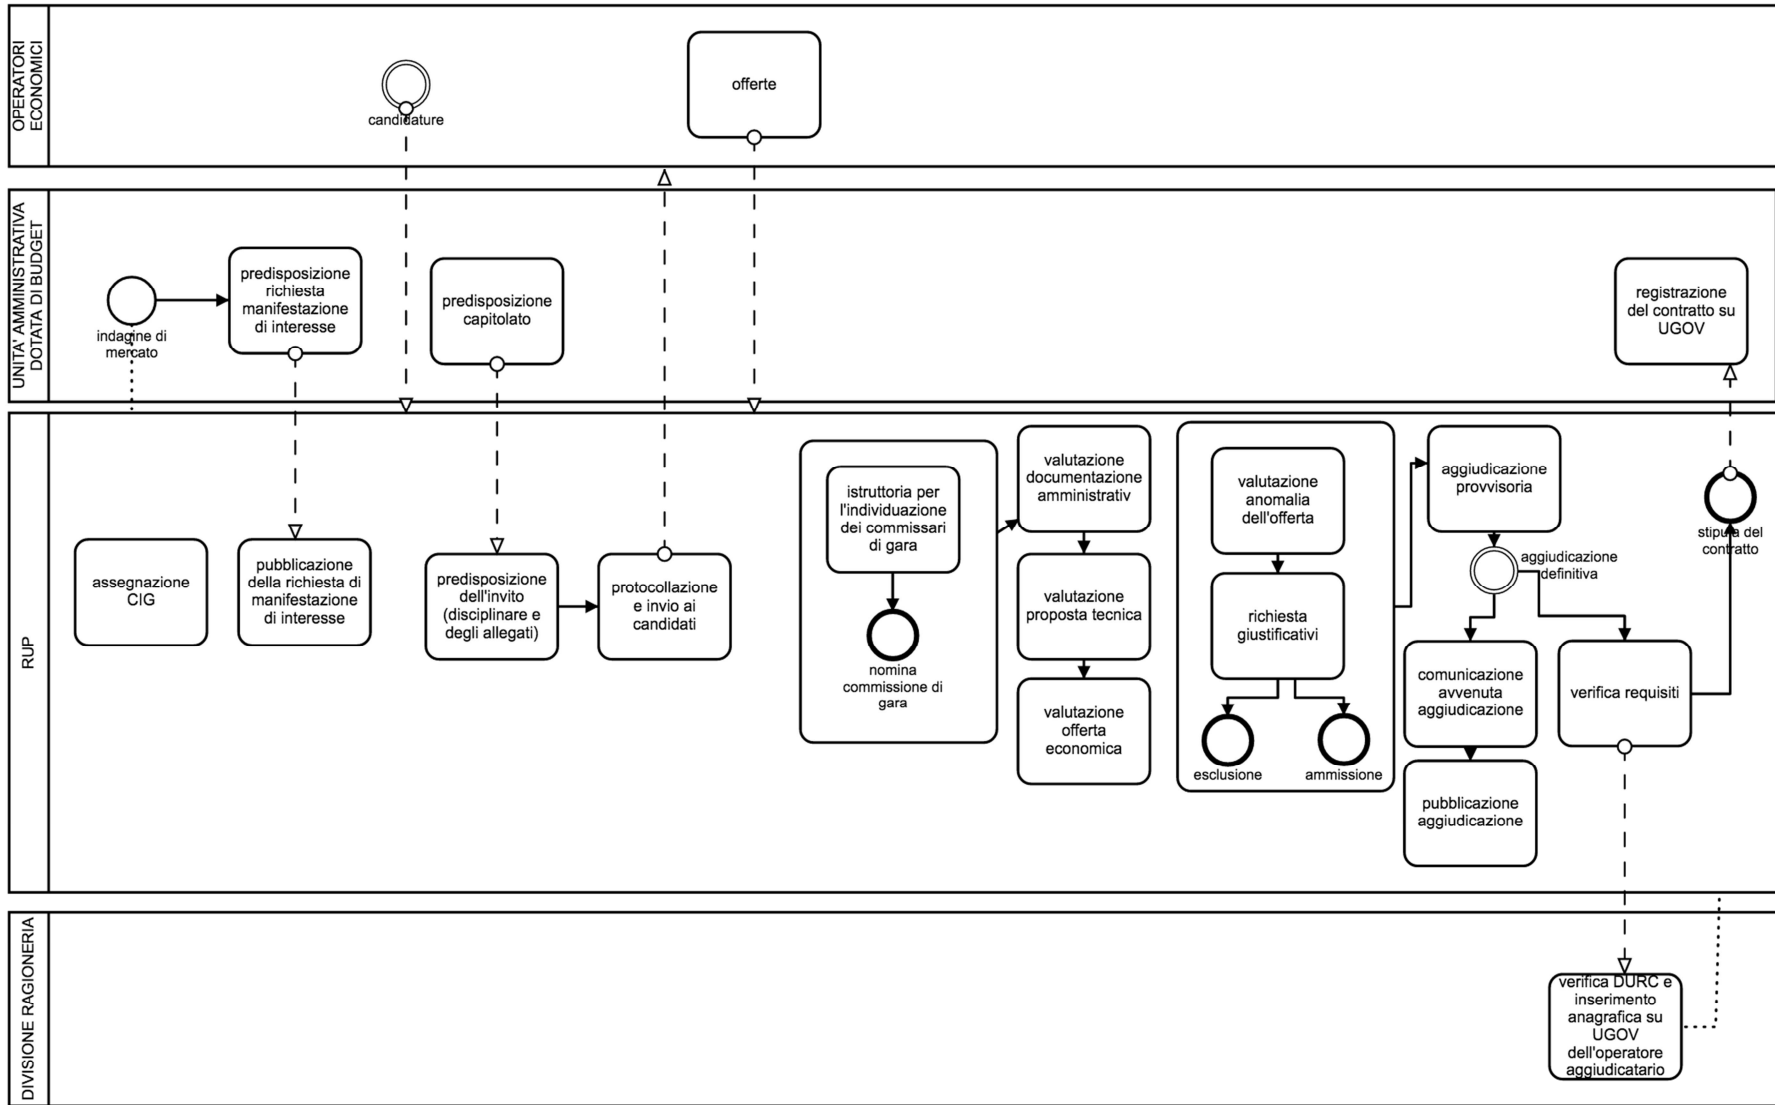 OPERATORI
ECONOMICI
candidature
offerte
UNITA' AMMINISTRATIVA
DOTATA DI BUDGET
indagine di
mercato
predisposizione
richiesta
manifestazione
di interesse
predisposizione
capitolato
registrazione
del contratto su
UGOV
RUP
assegnazione
CIG
pubblicazione
della richiesta di
manifestazione
di interesse
predisposizione
dell'invito
(disciplinare e
degli allegati)
protocollazione
e invio ai
candidati
istruttoria per
l'individuazione
dei commissari
di gara
nomina
commissione di
gara
valutazione
documentazione
amministrativ
valutazione
proposta tecnica
valutazione
offerta
economica
valutazione
anomalia
dell'offerta
richiesta
giustificativi
esclusione
ammissione
aggiudicazione
provvisoria
aggiudicazione
definitiva
comunicazione
avvenuta
aggiudicazione
pubblicazione
aggiudicazione
verifica requisiti
stipula del
contratto
DIVISIONE RAGIONERIA
verifica DURC e
inserimento
anagrafica su
UGOV
dell'operatore
aggiudicatario